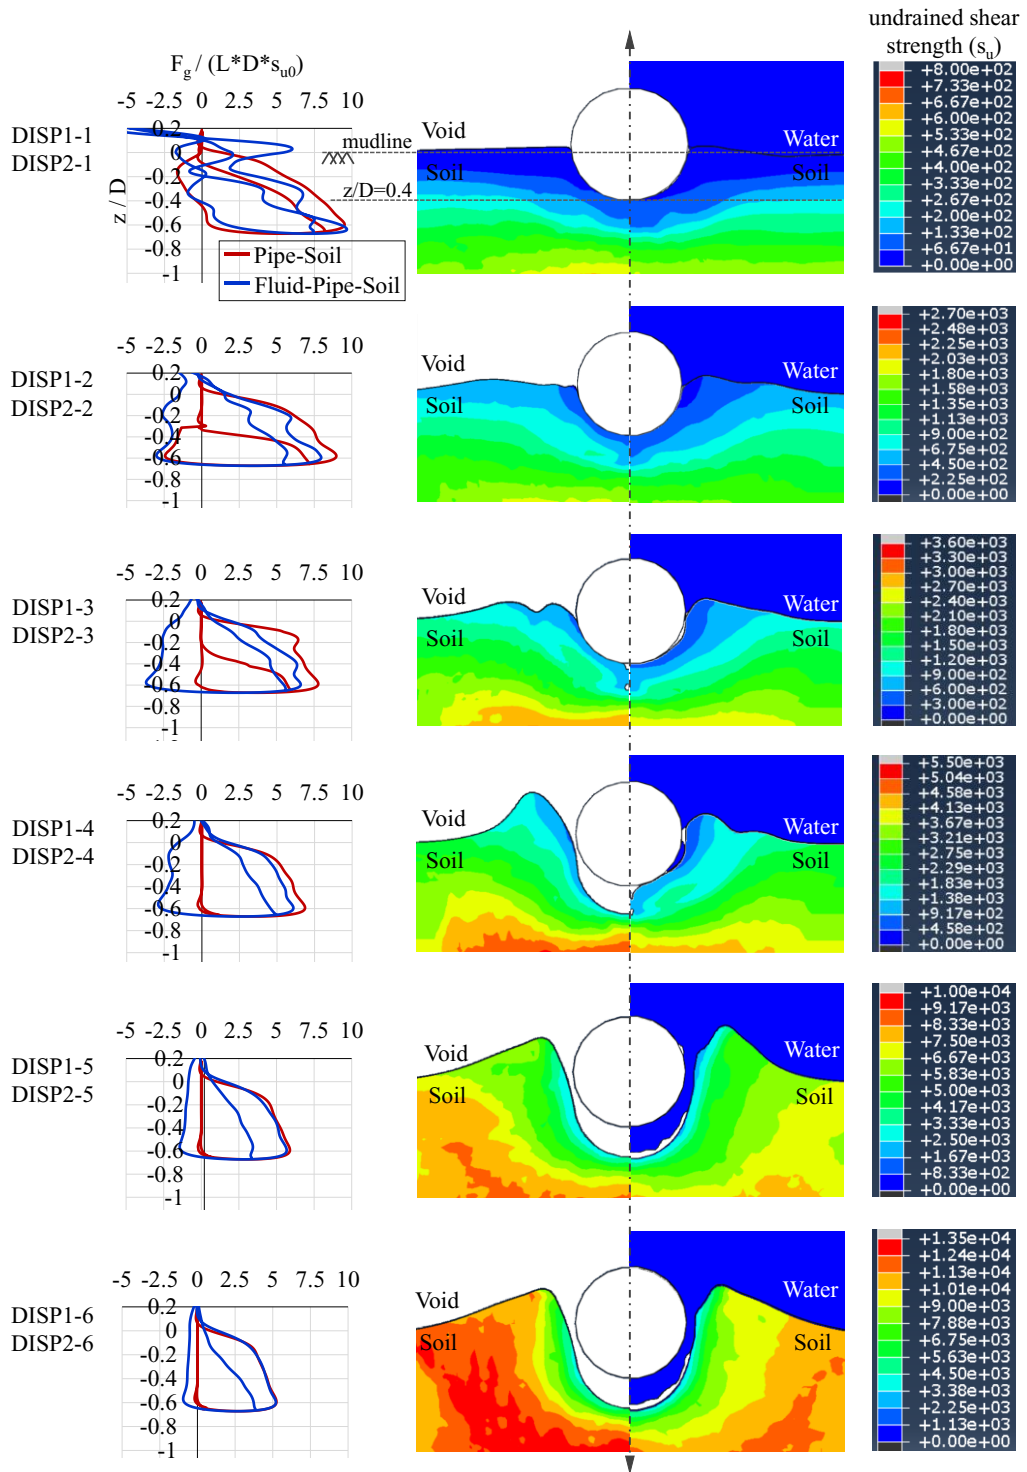 undrained shear
strength (su)
Fg / (L*D*su0)
-5 -2.5 0 2.5 5 7.5 10
DISP1-1
DISP2-1
z / D
0.2
0
-0.2
-0.4
-0.6
-0.8
-1
mudline
z/D=0.4
Pipe-Soil
Fluid-Pipe-Soil
Void
Soil
Water
Soil
+8.00e+02
+7.33e+02
+6.67e+02
+6.00e+02
+5.33e+02
+4.67e+02
+4.00e+02
+3.33e+02
+2.67e+02
+2.00e+02
+1.33e+02
+6.67e+01
+0.00e+00
-5 -2.5 0 2.5 5 7.5 10
DISP1-2
DISP2-2
0.2
0
-0.2
-0.4
-0.6
-0.8
-1
Void
Soil
Water
Soil
+2.70e+03
+2.48e+03
+2.25e+03
+2.03e+03
+1.80e+03
+1.58e+03
+1.35e+03
+1.13e+03
+9.00e+02
+6.75e+02
+4.50e+02
+2.25e+02
+0.00e+00
-5 -2.5 0 2.5 5 7.5 10
DISP1-3
DISP2-3
0.2
0
-0.2
-0.4
-0.6
-0.8
-1
Void
Soil
Water
Soil
+3.60e+03
+3.30e+03
+3.00e+03
+2.70e+03
+2.40e+03
+2.10e+03
+1.80e+03
+1.50e+03
+1.20e+03
+9.00e+02
+6.00e+02
+3.00e+02
+0.00e+00
-5 -2.5 0 2.5 5 7.5 10
DISP1-4
DISP2-4
0.2
0
-0.2
-0.4
-0.6
-0.8
-1
Void
Soil
Water
Soil
+5.50e+03
+5.04e+03
+4.58e+03
+4.13e+03
+3.67e+03
+3.21e+03
+2.75e+03
+2.29e+03
+1.83e+03
+1.38e+03
+9.17e+02
+4.58e+02
+0.00e+00
-5 -2.5 0 2.5 5 7.5 10
DISP1-5
DISP2-5
0.2
0
-0.2
-0.4
-0.6
-0.8
-1
Void
Soil
Water
Soil
+1.00e+04
+9.17e+03
+8.33e+03
+7.50e+03
+6.67e+03
+5.83e+03
+5.00e+03
+4.17e+03
+3.33e+03
+2.50e+03
+1.67e+03
+8.33e+02
+0.00e+00
-5 -2.5 0 2.5 5 7.5 10
DISP1-6
DISP2-6
0.2
0
-0.2
-0.4
-0.6
-0.8
-1
Void
Soil
Water
Soil
+1.35e+04
+1.24e+04
+1.13e+04
+1.01e+04
+9.00e+03
+7.88e+03
+6.75e+03
+5.63e+03
+4.50e+03
+3.38e+03
+2.25e+03
+1.13e+03
+0.00e+00